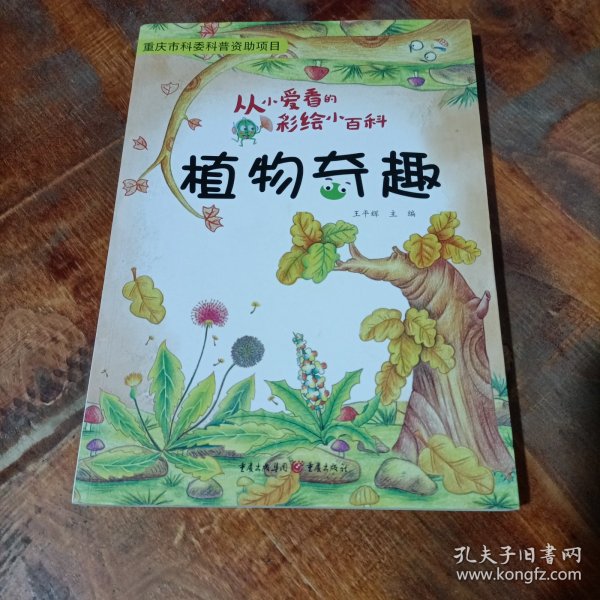 重庆市科委科普资助项目
从小爱看的
彩绘小百科
植物奇趣
王平辉 主 编
重庆出版集团 重庆出版社
孔夫子旧书网
www.kongfz.com